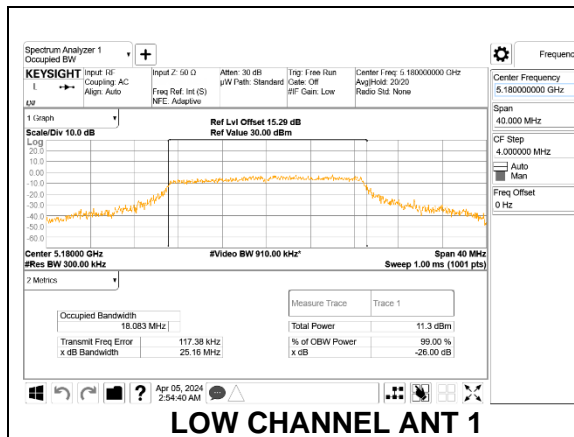 Spectrum Analyzer 1
Occupied BW
+
Frequency
KEYSIGHT
Input: RF
Coupling: AC
Align: Auto
Input Z: 50 Ω
Freq Ref: Int (S)
NFE: Adaptive
Atten: 30 dB
µW Path: Standard
Trig: Free Run
Gate: Off
#IF Gain: Low
Center Freq: 5.180000000 GHz
Avg|Hold: 20/20
Radio Std: None
Center Frequency
5.180000000 GHz
Span
40.000 MHz
CF Step
4.000000 MHz
Auto
Man
Freq Offset
0 Hz
1 Graph
Scale/Div 10.0 dB
Ref Lvl Offset 15.29 dB
Ref Value 30.00 dBm
Log
20.0
10.0
0.00
-10.0
-20.0
-30.0
-40.0
-50.0
-60.0
Center 5.18000 GHz
#Res BW 300.00 kHz
#Video BW 910.00 kHz*
Span 40 MHz
Sweep 1.00 ms (1001 pts)
2 Metrics
Measure Trace Trace 1
Occupied Bandwidth
18.083 MHz
Total Power 11.3 dBm
Transmit Freq Error 117.38 kHz
% of OBW Power 99.00 %
x dB Bandwidth 25.16 MHz
x dB -26.00 dB
?
Apr 05, 2024
2:54:40 AM
LOW CHANNEL ANT 1